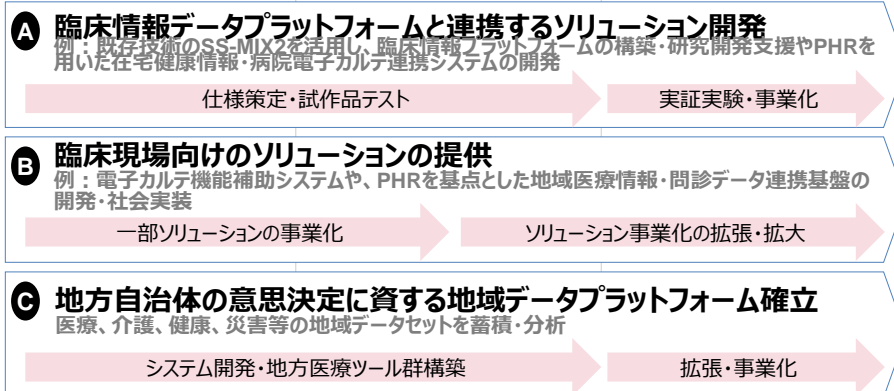 A 臨床情報データプラットフォームと連携するソリューション開発
例：既存技術のSS-MIX2を活用し、臨床情報プラットフォームの構築・研究開発支援やPHRを
用いた在宅健康情報・病院電子カルテ連携システムの開発
仕様策定・試作品テスト 実証実験・事業化
B 臨床現場向けのソリューションの提供
例：電子カルテ機能補助システムや、PHRを基点とした地域医療情報・問診データ連携基盤の
開発・社会実装
一部ソリューションの事業化 ソリューション事業化の拡張・拡大
C 地方自治体の意思決定に資する地域データプラットフォーム確立
医療、介護、健康、災害等の地域データセットを蓄積・分析
システム開発・地方医療ツール群構築 拡張・事業化